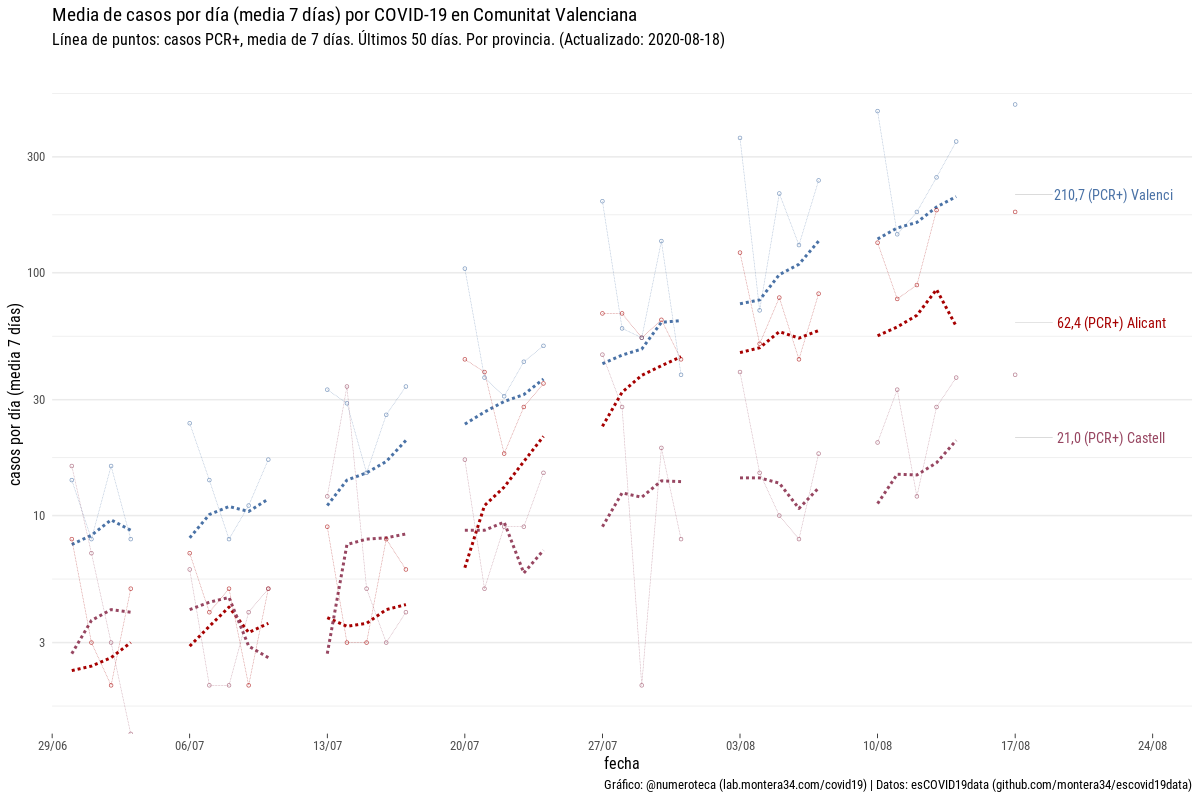 Media de casos por día (media 7 días) por COVID-19 en Comunitat Valenciana
Línea de puntos: casos PCR+, media de 7 días. Últimos 50 días. Por provincia. (Actualizado: 2020-08-18)
casos por día (media 7 días)
300
100
30
10
3
210,7 (PCR+) Valenci
62,4 (PCR+) Alicant
21,0 (PCR+) Castell
29/06
06/07
13/07
20/07
27/07
03/08
10/08
17/08
24/08
fecha
Gráfico: @numeroteca (lab.montera34.com/covid19) | Datos: esCOVID19data (github.com/montera34/escovid19data)